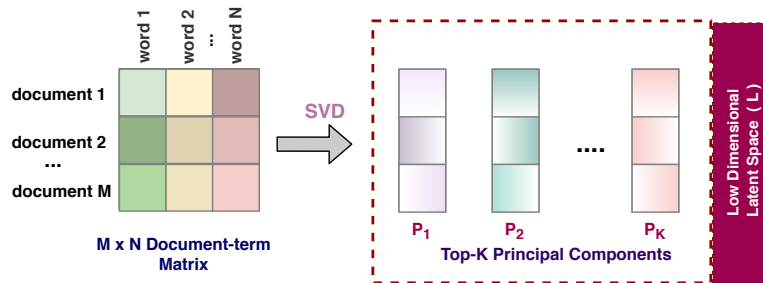 word 1
word 2
...
word N
document 1
document 2
...
document M
M x N Document-term
Matrix
SVD
....
P1
P2
PK
Top-K Principal Components
Low Dimensional
Latent Space ( L )